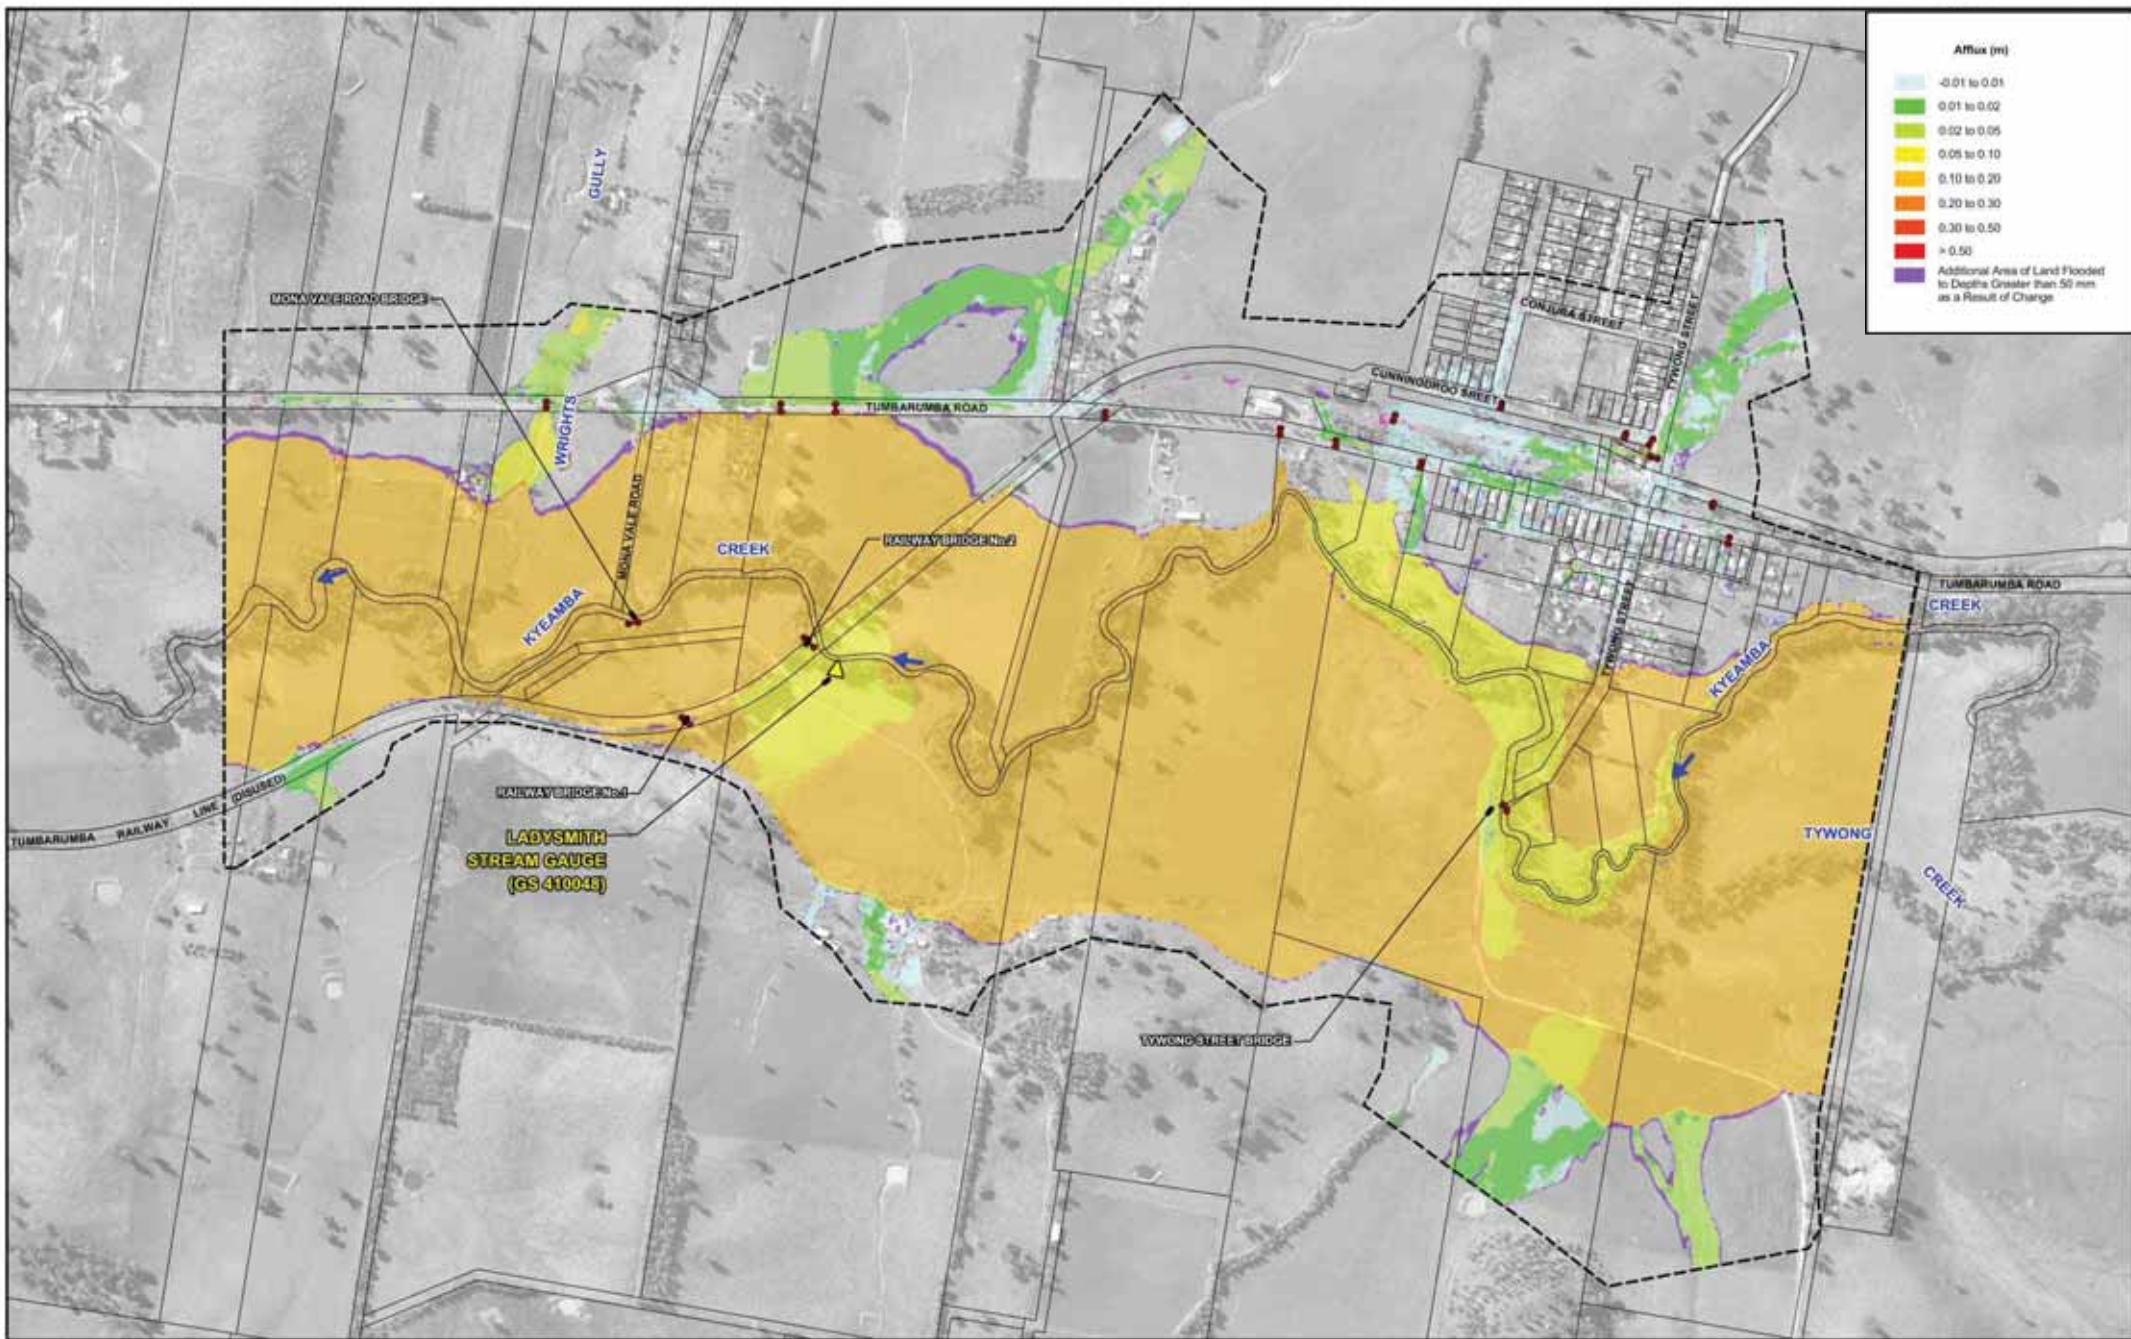 Afflux (m)
-0.01 to 0.01
0.01 to 0.02
0.02 to 0.05
0.05 to 0.10
0.10 to 0.20
0.20 to 0.30
0.30 to 0.50
> 0.50
Additional Area of Land Flooded
to Depths Greater than 50 mm
as a Result of Change
GULLY
MONA VALE ROAD BRIDGE
CONJURA STREET
TYWONG STREET
CUNNINGDROO SREET
TUMBARUMBA ROAD
WRIGHTS
MONA VALE ROAD
CREEK
RAILWAY BRIDGE No.2
KYEAMBA
TUMBARUMBA ROAD
CREEK
TYWONG STREET
KYEAMBA
RAILWAY BRIDGE No.1
TUMBARUMBA RAILWAY LINE (DISUSED)
LADYSMITH
STREAM GAUGE
(GS 410048)
TYWONG
CREEK
TYWONG STREET BRIDGE